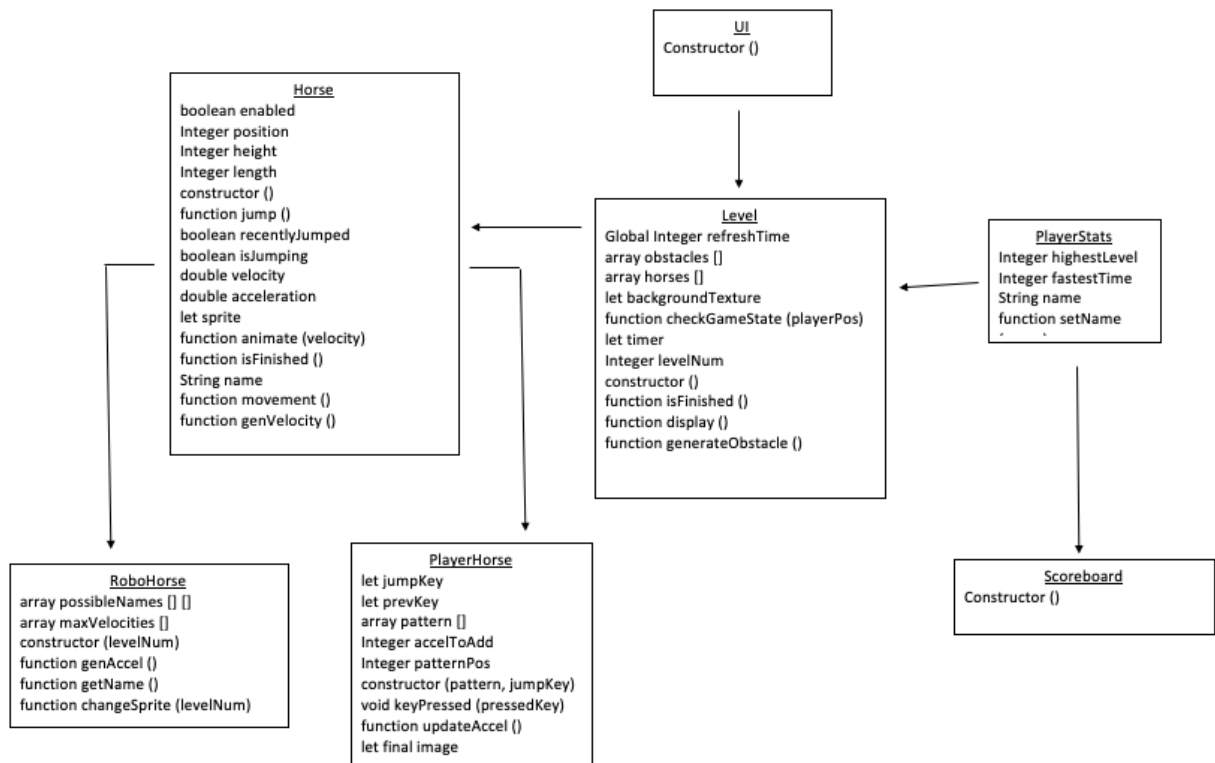 UI
Constructor ()
Horse
boolean enabled
Integer position
Integer height
Integer length
constructor ()
function jump ()
boolean recentlyJumped
boolean isJumping
double velocity
double acceleration
let sprite
function animate (velocity)
function isFinished ()
String name
function movement ()
function genVelocity ()
Level
Global Integer refreshTime
array obstacles []
array horses []
let backgroundTexture
function checkGameState (playerPos)
let timer
Integer levelNum
constructor ()
function isFinished ()
function display ()
function generateObstacle ()
PlayerStats
Integer highestLevel
Integer fastestTime
String name
function setName
RoboHorse
array possibleNames [] []
array maxVelocities []
constructor (levelNum)
function genAccel ()
function getName ()
function changeSprite (levelNum)
PlayerHorse
let jumpKey
let prevKey
array pattern []
Integer accelToAdd
Integer patternPos
constructor (pattern, jumpKey)
void keyPressed (pressedKey)
function updateAccel ()
let final image
Scoreboard
Constructor ()